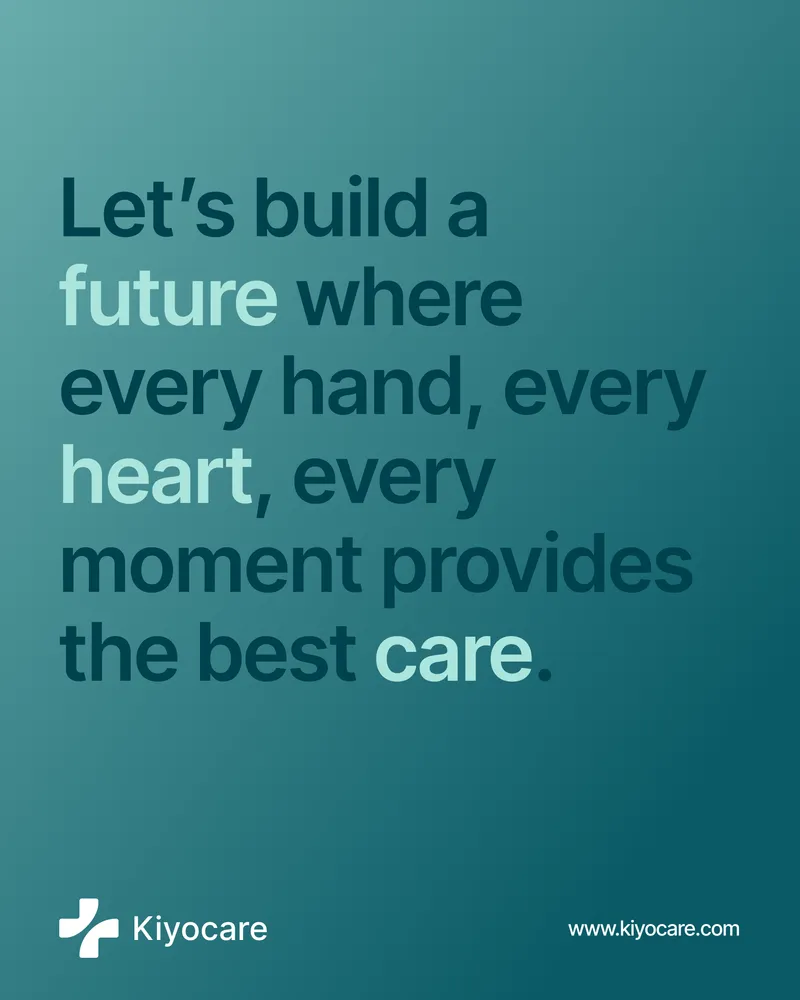 Let’s build a
future where
every hand, every
heart, every
moment provides
the best care.
Kiyocare
www.kiyocare.com